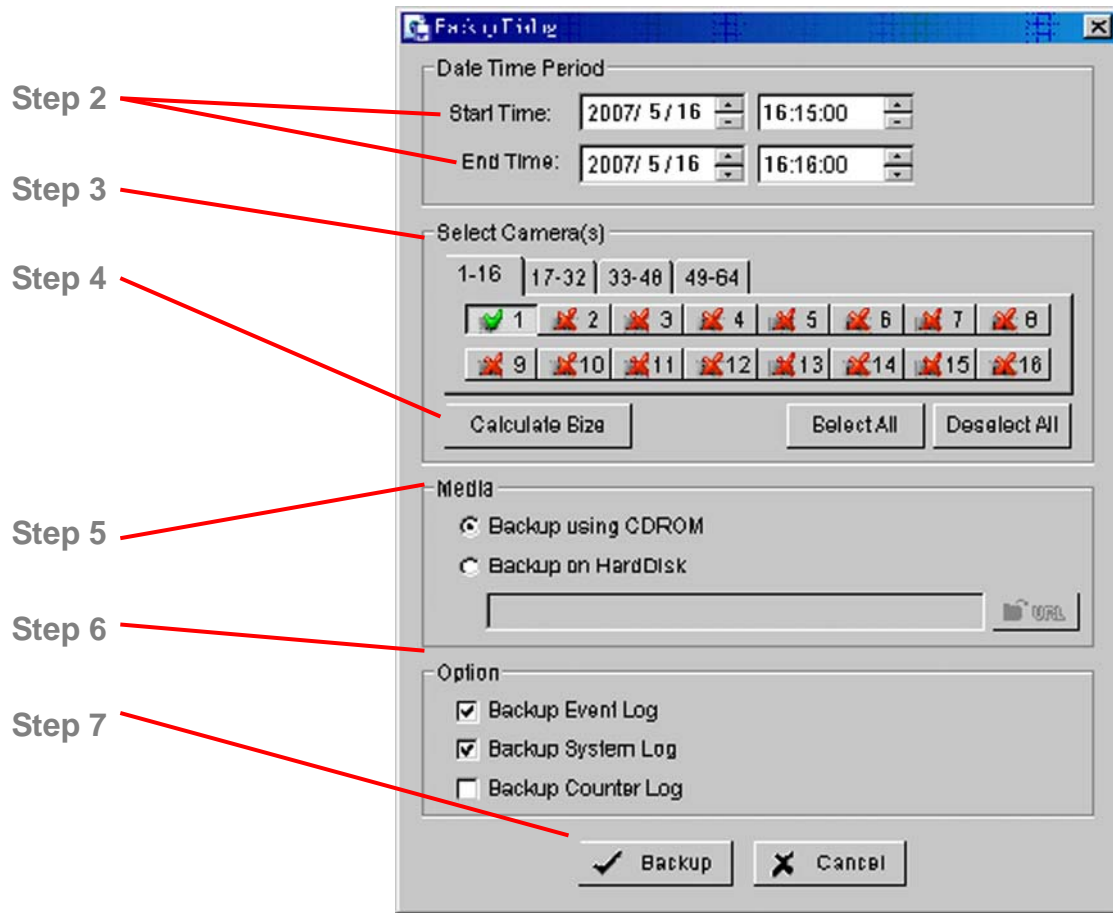 Backup Dialog
Date Time Period
Step 2
Start Time: 2007/ 5/16 16:15:00
End Time: 2007/ 5/16 16:16:00
Step 3
Select Camera(s)
Step 4
1-16 17-32 33-48 49-64
1 2 3 4 5 6 7 8
9 10 11 12 13 14 15 16
Calculate Size Select All Deselect All
Media
Step 5
Backup using CDROM
Backup on HardDisk
URL
Step 6
Option
Step 7
Backup Event Log
Backup System Log
Backup Counter Log
Backup Cancel